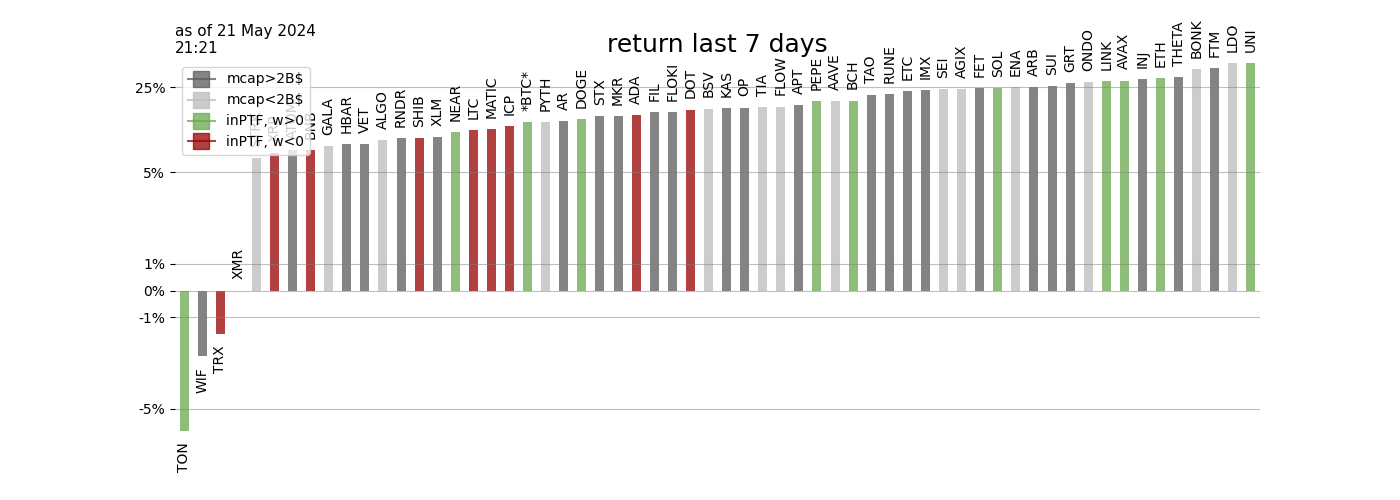 as of 21 May 2024
21:21
return last 7 days
mcap>2B$
mcap<2B$
inPTF, w>0
inPTF, w<0
25%
5%
1%
0%
-1%
-5%
TON
WIF
TRX
XMR
XRP
BNB
GALA
HBAR
VET
ALGO
RNDR
SHIB
XLM
NEAR
LTC
MATIC
ICP
*BTC*
PYTH
AR
DOGE
STX
MKR
ADA
FIL
FLOKI
DOT
BSV
KAS
OP
TIA
FLOW
APT
PEPE
AAVE
BCH
TAO
RUNE
ETC
IMX
SEI
AGIX
FET
SOL
ENA
ARB
SUI
GRT
ONDO
LINK
AVAX
INJ
ETH
THETA
BONK
FTM
LDO
UNI